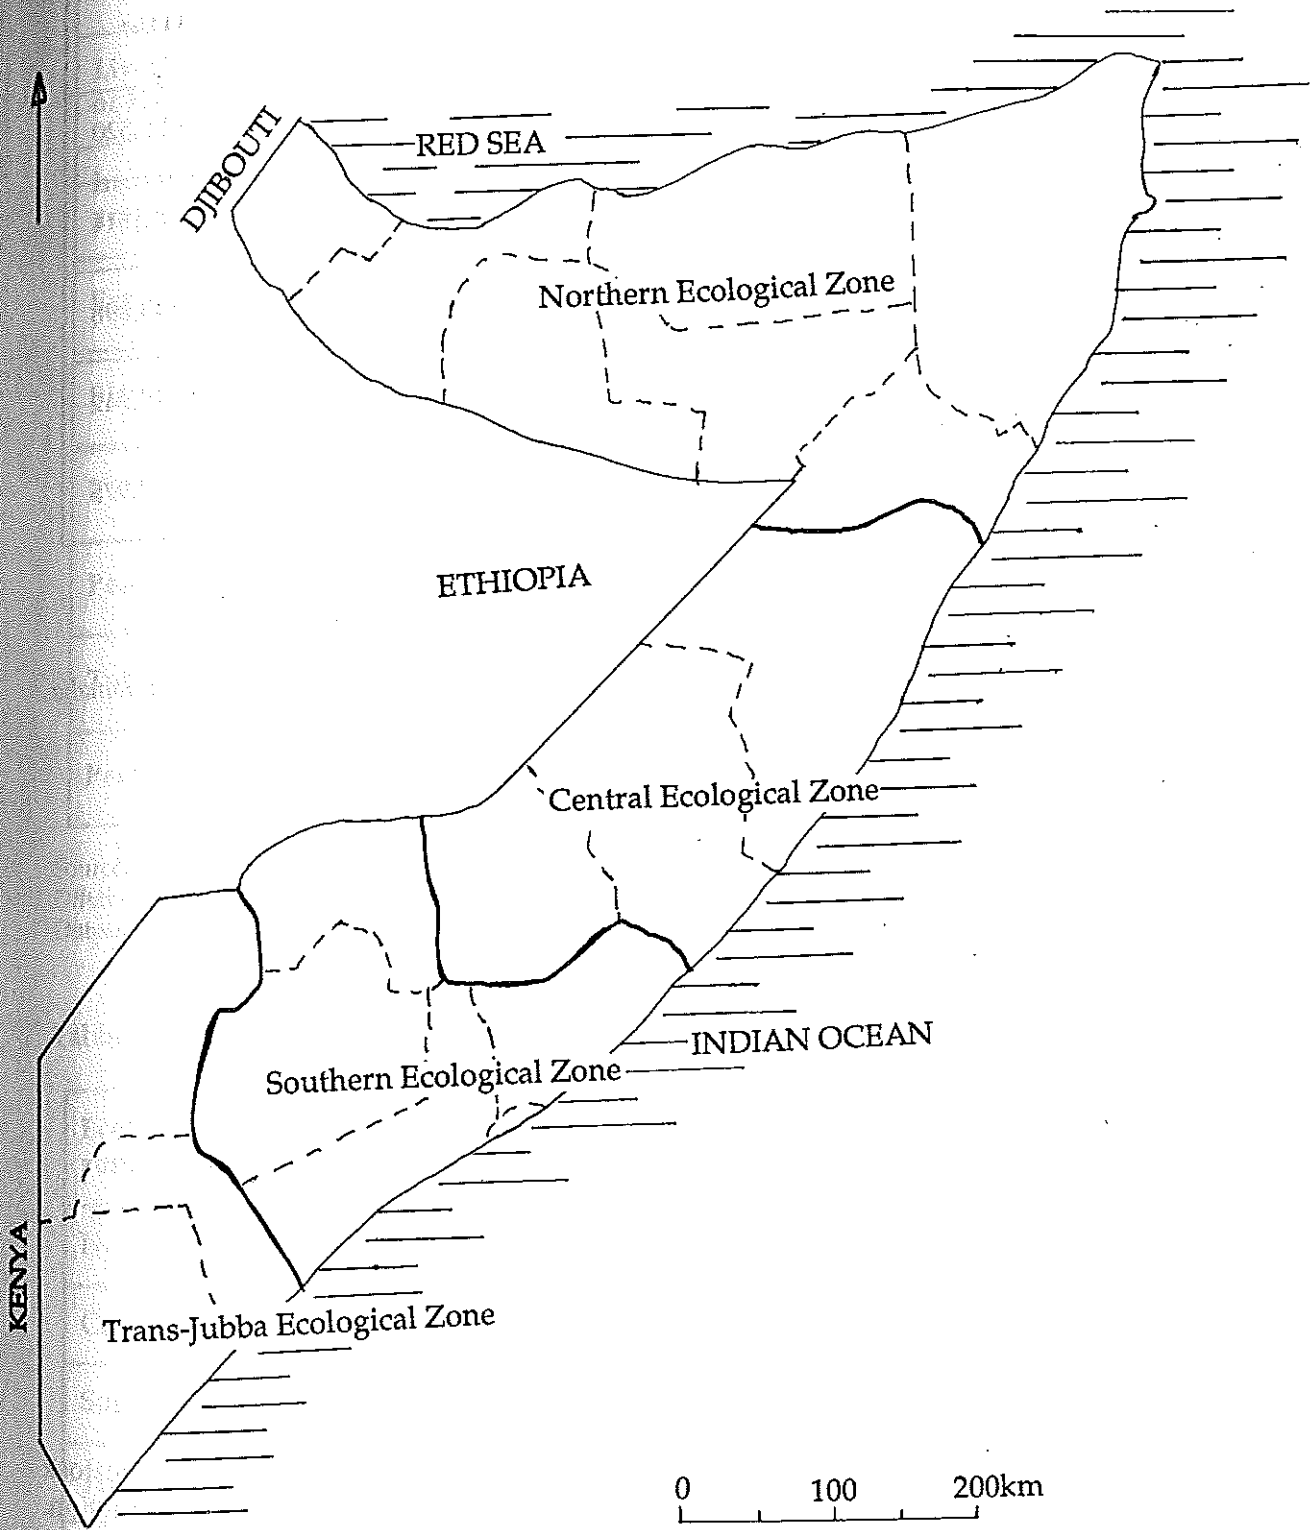 RED SEA
DJIBOUTI
Northern Ecological Zone
ETHIOPIA
Central Ecological Zone
INDIAN OCEAN
Southern Ecological Zone
KENYA
Trans-Jubba Ecological Zone
0 100 200km